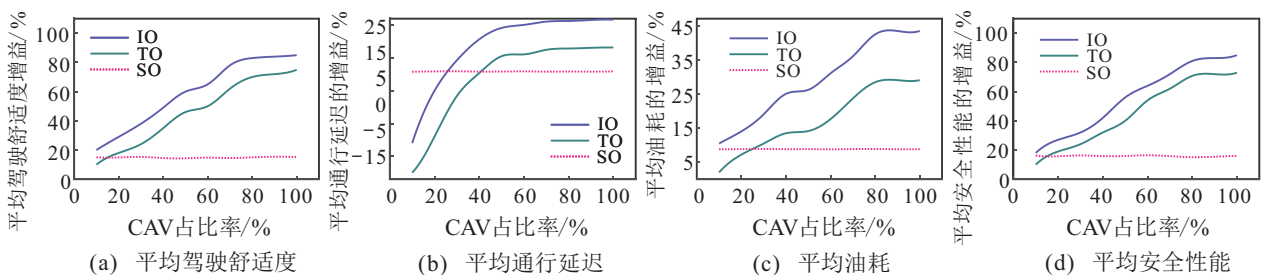 平均驾驶舒适度增益/%
100
80
60
40
20
0
IO
TO
SO
0 20 40 60 80 100
CAV占比率/%
(a) 平均驾驶舒适度
平均通行延迟的增益/%
25
15
5
0
-5
-15
IO
TO
SO
0 20 40 60 80 100
CAV占比率/%
(b) 平均通行延迟
平均油耗的增益/%
45
35
25
15
5
IO
TO
SO
0 20 40 60 80 100
CAV占比率/%
(c) 平均油耗
平均安全性能的增益/%
100
80
60
40
20
0
IO
TO
SO
0 20 40 60 80 100
CAV占比率/%
(d) 平均安全性能